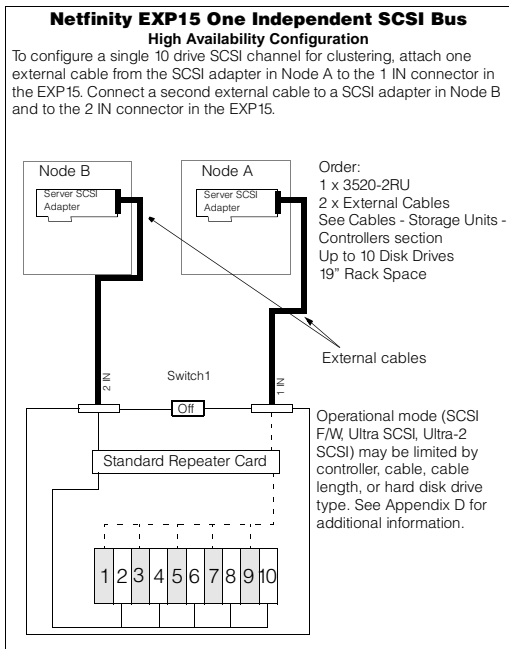 Netfinity EXP15 One Independent SCSI Bus
High Availability Configuration
To configure a single 10 drive SCSI channel for clustering, attach one
external cable from the SCSI adapter in Node A to the 1 IN connector in
the EXP15. Connect a second external cable to a SCSI adapter in Node B
and to the 2 IN connector in the EXP15.
Node B
Server SCSI
Adapter
Node A
Server SCSI
Adapter
Order:
1 x 3520-2RU
2 x External Cables
See Cables - Storage Units -
Controllers section
Up to 10 Disk Drives
19" Rack Space
External cables
2 IN
Switch1
1 IN
Off
Standard Repeater Card
Operational mode (SCSI
F/W, Ultra SCSI, Ultra-2
SCSI) may be limited by
controller, cable, cable
length, or hard disk drive
type. See Appendix D for
additional information.
1 2 3 4 5 6 7 8 9 10